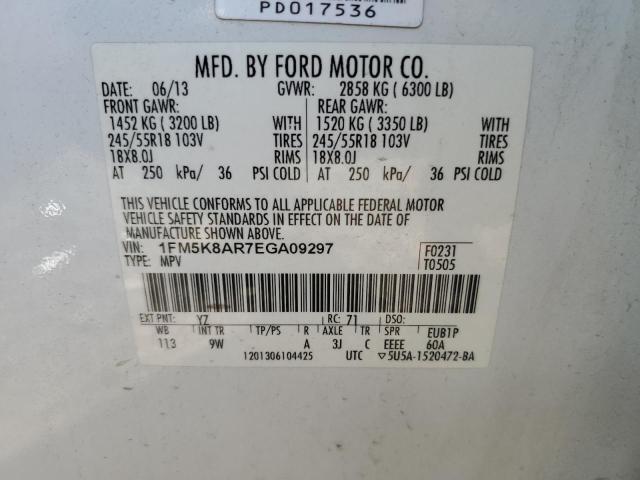 PD017536
MFD. BY FORD MOTOR CO.
DATE: 06/13 GVWR: 2858 KG ( 6300 LB)
FRONT GAWR: REAR GAWR:
1452 KG ( 3200 LB) WITH 1520 KG ( 3350 LB) WITH
245/55R18 103V TIRES 245/55R18 103V TIRES
18X8.0J RIMS 18X8.0J RIMS
AT 250 kPa/ 36 PSI COLD AT 250 kPa/ 36 PSI COLD
THIS VEHICLE CONFORMS TO ALL APPLICABLE FEDERAL MOTOR
VEHICLE SAFETY STANDARDS IN EFFECT ON THE DATE OF
MANUFACTURE SHOWN ABOVE.
VIN: 1FM5K8AR7EGA09297 F0231
TYPE: MPV T0505
EXT PNT: YZ RC: 71 DSO:
WB INT TR TP/PS R AXLE TR SPR EUB1P
113 9W A 3J C EEEE 60A
1201306104425 UTC ▽5U5A-1520472-BA